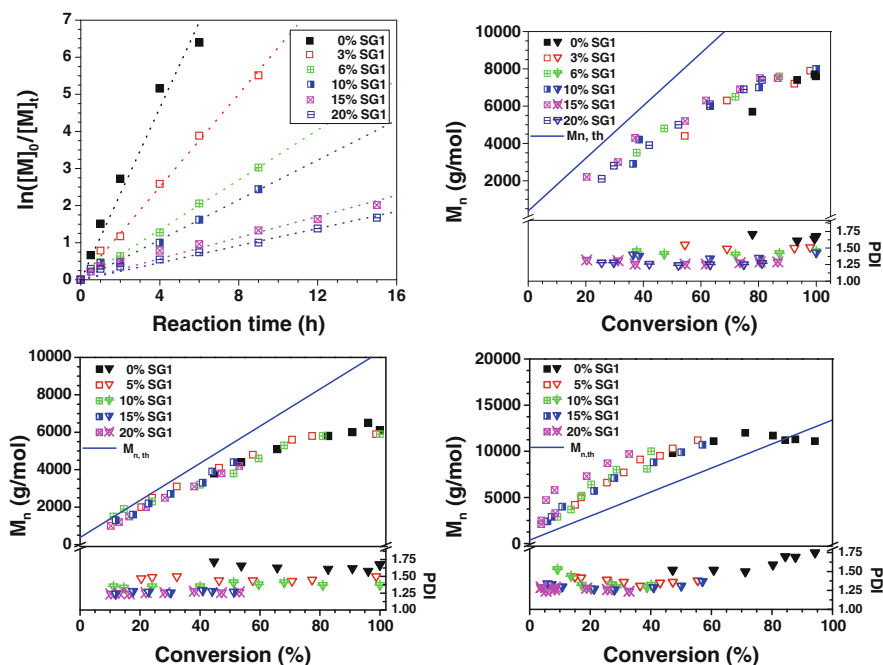 ln([M]₀/[M]ₜ)
7
6
5
4
3
2
1
0
0% SG1
3% SG1
6% SG1
10% SG1
15% SG1
20% SG1
0 2 4 6 8 10 12 14 16
Reaction time (h)
Mₙ (g/mol)
10000
8000
6000
4000
2000
0% SG1
3% SG1
6% SG1
10% SG1
15% SG1
20% SG1
Mn, th
1.75
1.50
1.25
1.00
PDI
0 20 40 60 80 100
Conversion (%)
Mₙ (g/mol)
10000
8000
6000
4000
2000
0
0% SG1
5% SG1
10% SG1
15% SG1
20% SG1
Mₙ,ₜₕ
1.75
1.50
1.25
1.00
PDI
0 20 40 60 80 100
Conversion (%)
Mₙ (g/mol)
20000
15000
10000
5000
0
0% SG1
5% SG1
10% SG1
15% SG1
20% SG1
Mₙ,ₜₕ
1.75
1.50
1.25
1.00
PDI
0 20 40 60 80 100
Conversion (%)